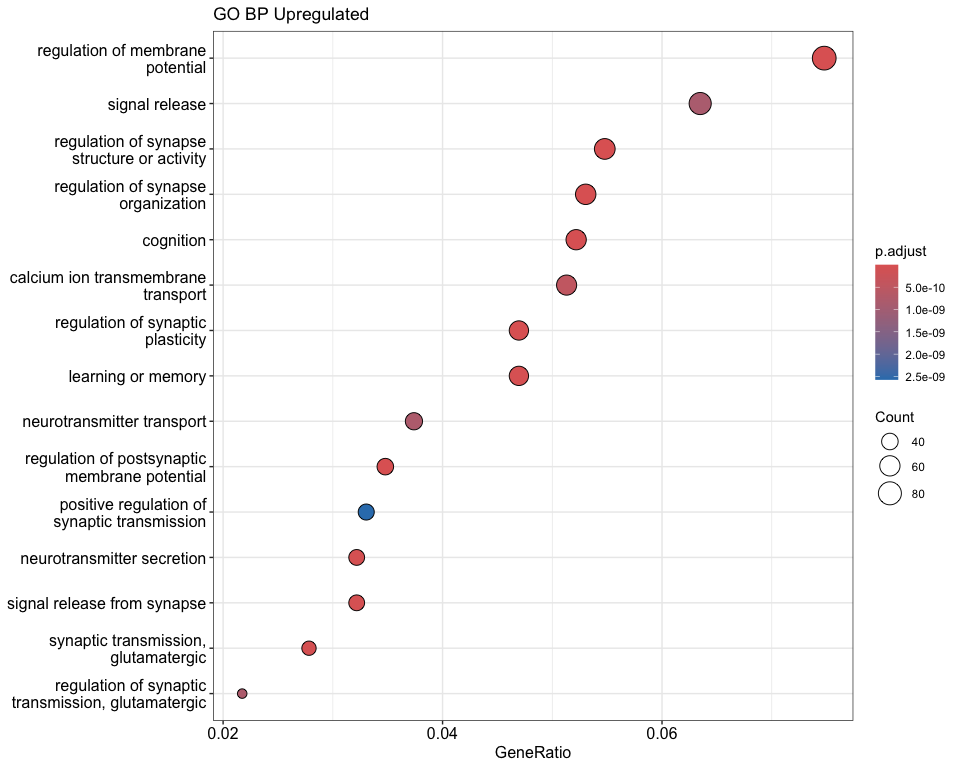 GO BP Upregulated
regulation of membrane
potential
signal release
regulation of synapse
structure or activity
regulation of synapse
organization
cognition
calcium ion transmembrane
transport
regulation of synaptic
plasticity
learning or memory
neurotransmitter transport
regulation of postsynaptic
membrane potential
positive regulation of
synaptic transmission
neurotransmitter secretion
signal release from synapse
synaptic transmission,
glutamatergic
regulation of synaptic
transmission, glutamatergic
0.02
0.04
0.06
GeneRatio
p.adjust
5.0e-10
1.0e-09
1.5e-09
2.0e-09
2.5e-09
Count
40
60
80